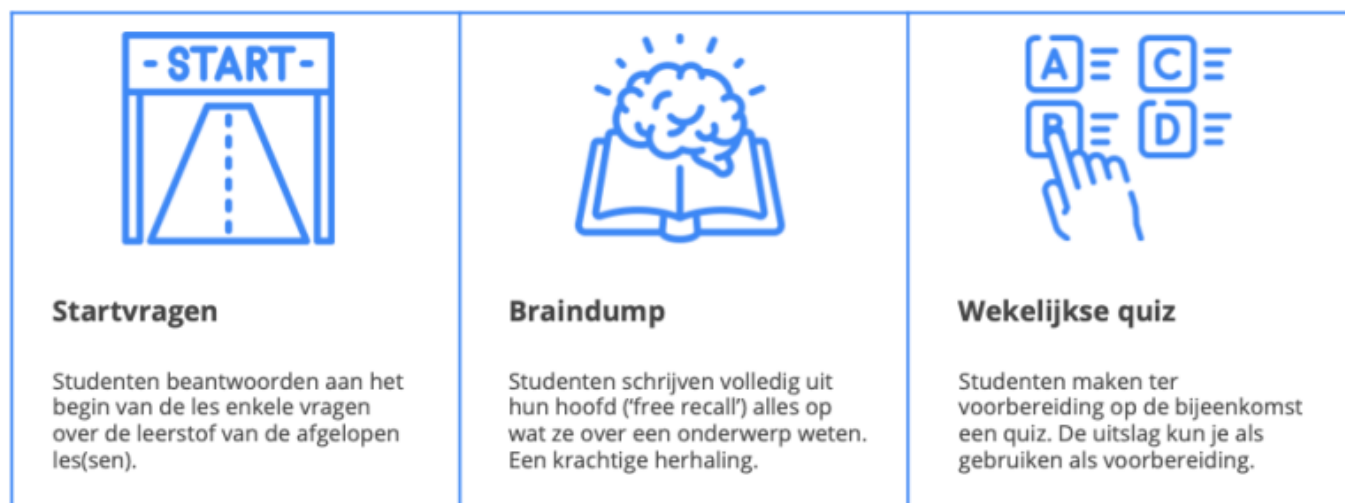 - START -
A
C
B
D
Startvragen
Studenten beantwoorden aan het
begin van de les enkele vragen
over de leerstof van de afgelopen
les(sen).
Braindump
Studenten schrijven volledig uit
hun hoofd (‘free recall’) alles op
wat ze over een onderwerp weten.
Een krachtige herhaling.
Wekelijkse quiz
Studenten maken ter
voorbereiding op de bijeenkomst
een quiz. De uitslag kun je als
gebruiken als voorbereiding.